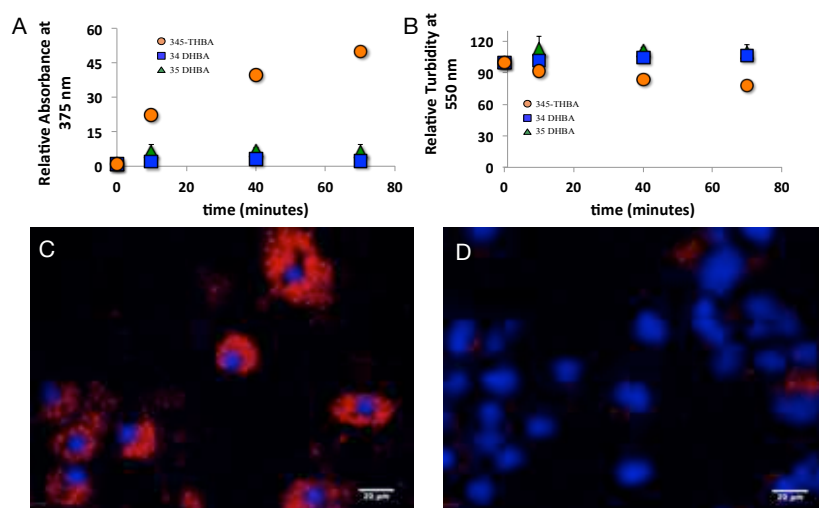 A
Relative Absorbance at
375 nm
60
45
30
15
0
345-THBA
34 DHBA
35 DHBA
0
20
40
60
80
time (minutes)
B
Relative Turbidity at
550 nm
120
90
60
30
0
345-THBA
34 DHBA
35 DHBA
0
20
40
60
80
time (minutes)
C
20 µm
D
20 µm